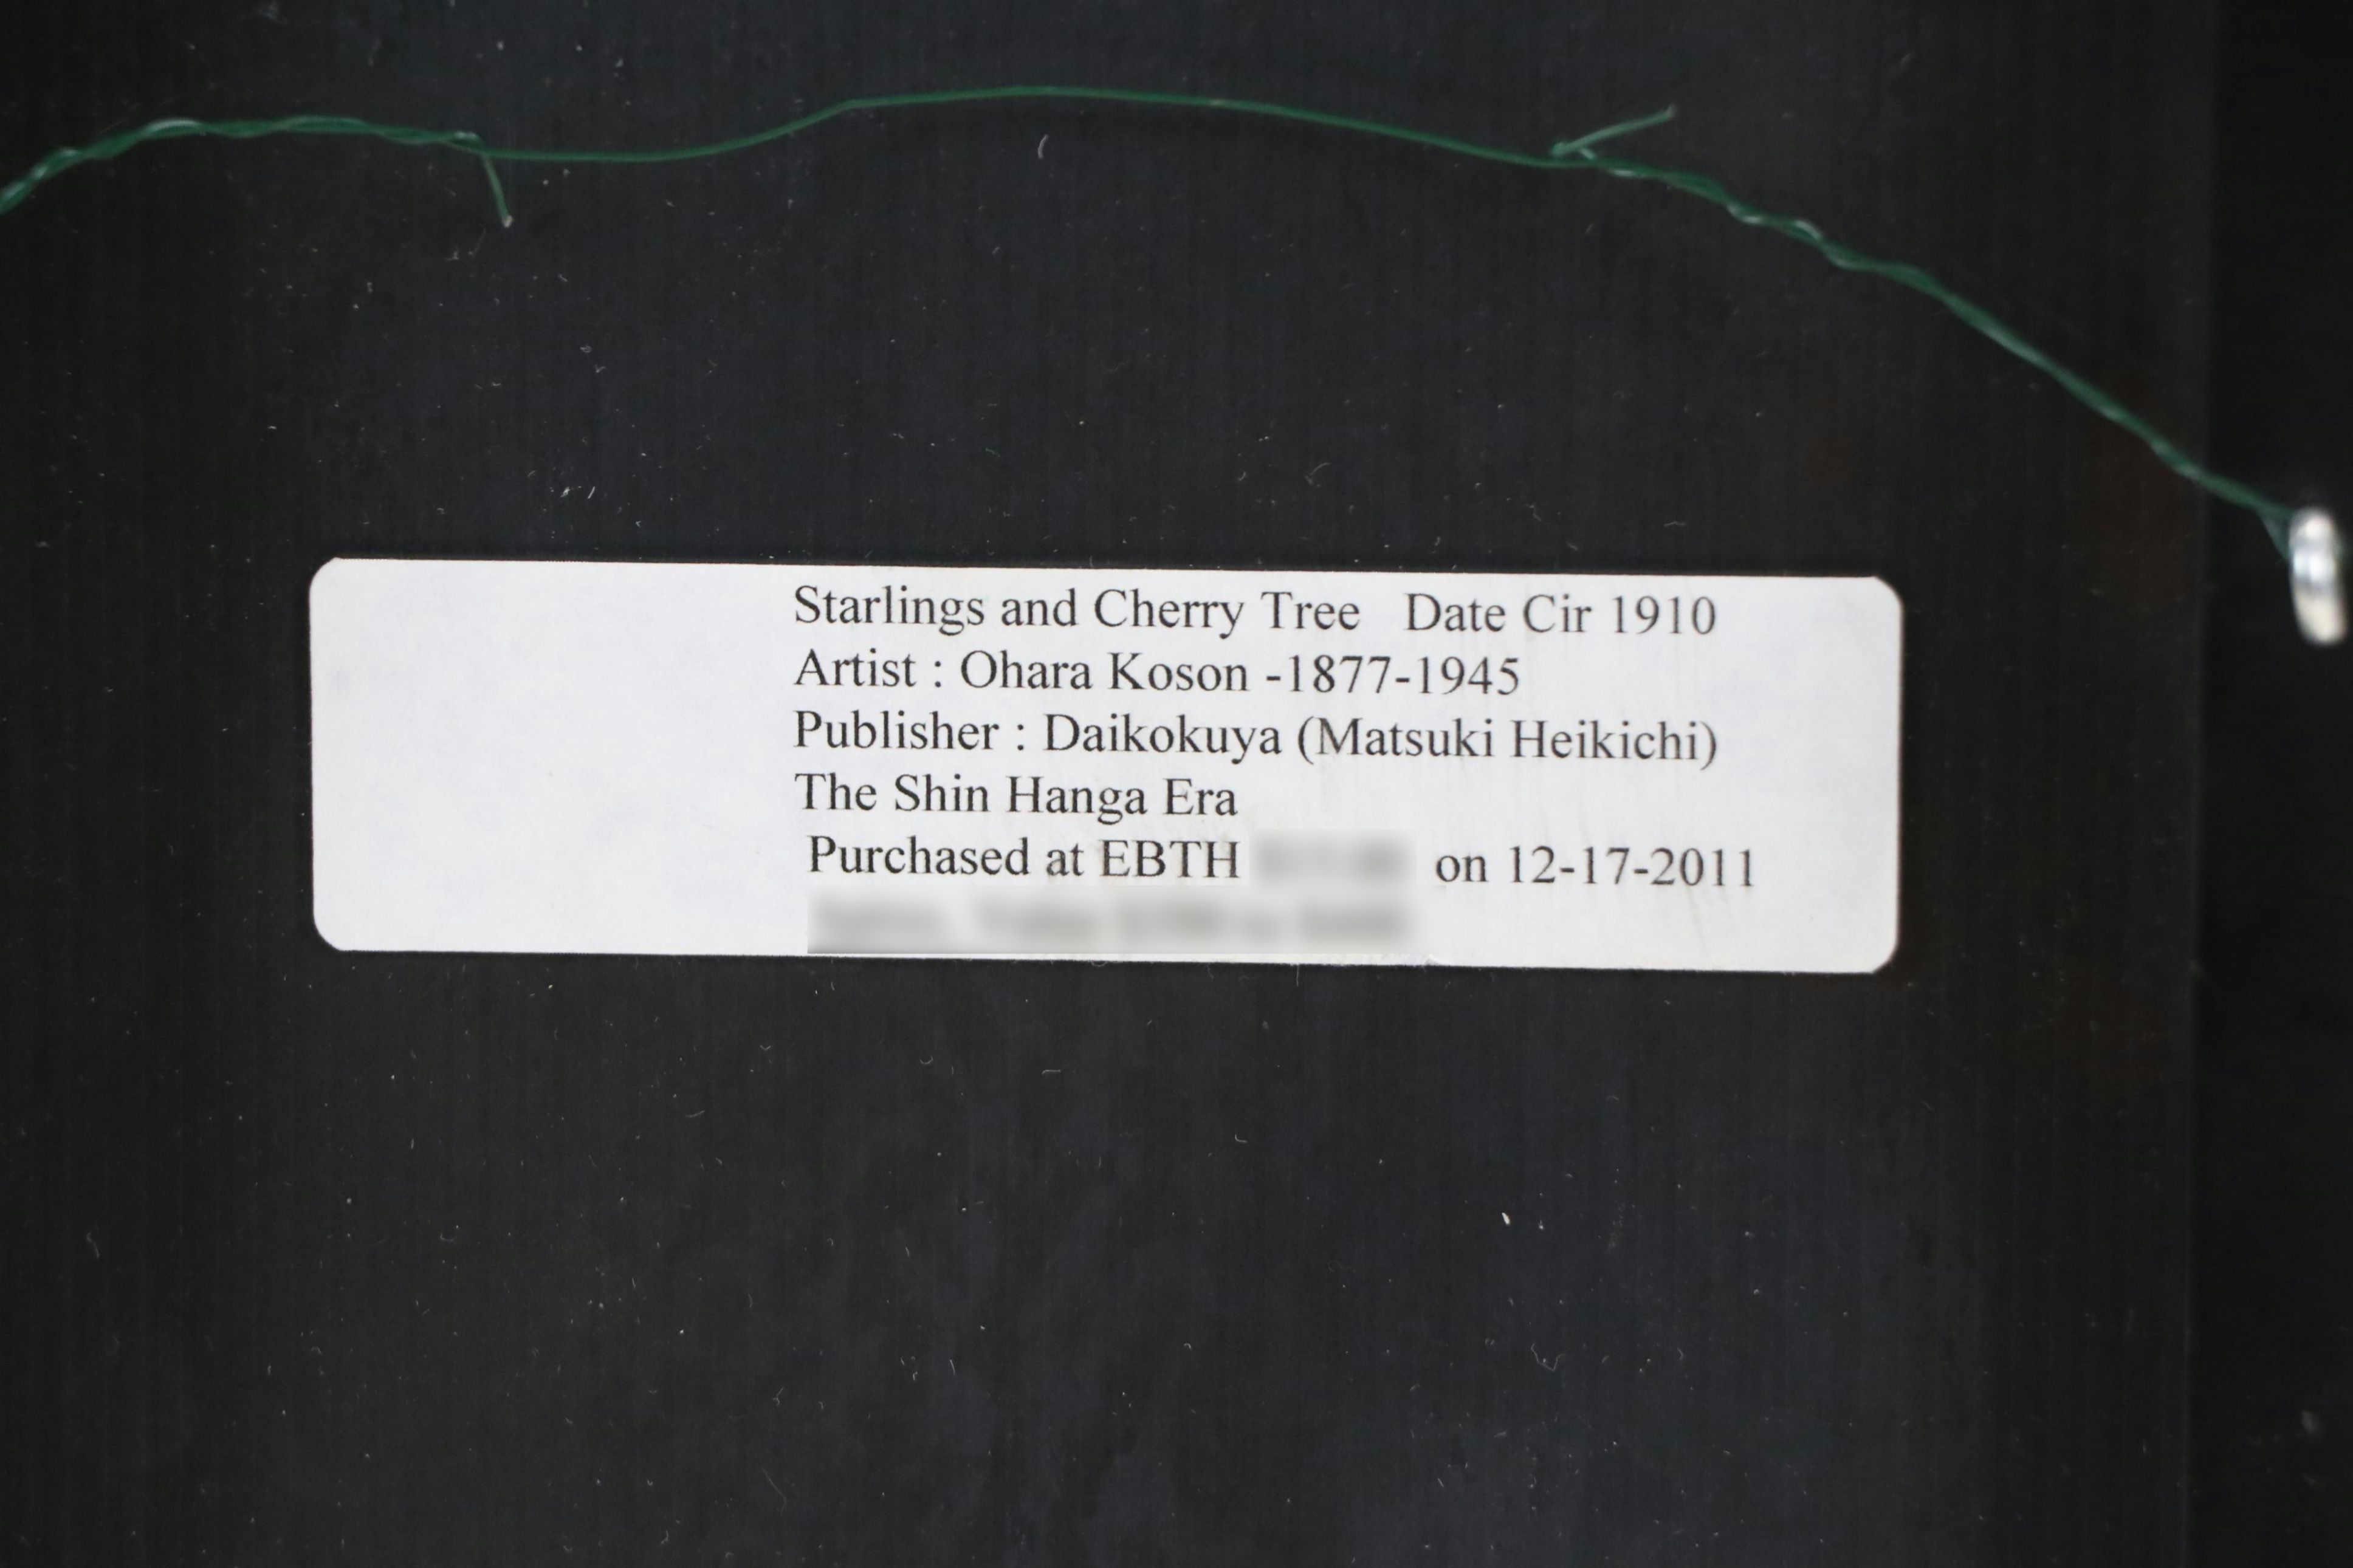 Starlings and Cherry Tree Date Cir 1910
Artist : Ohara Koson -1877-1945
Publisher : Daikokuya (Matsuki Heikichi)
The Shin Hanga Era
Purchased at EBTH on 12-17-2011